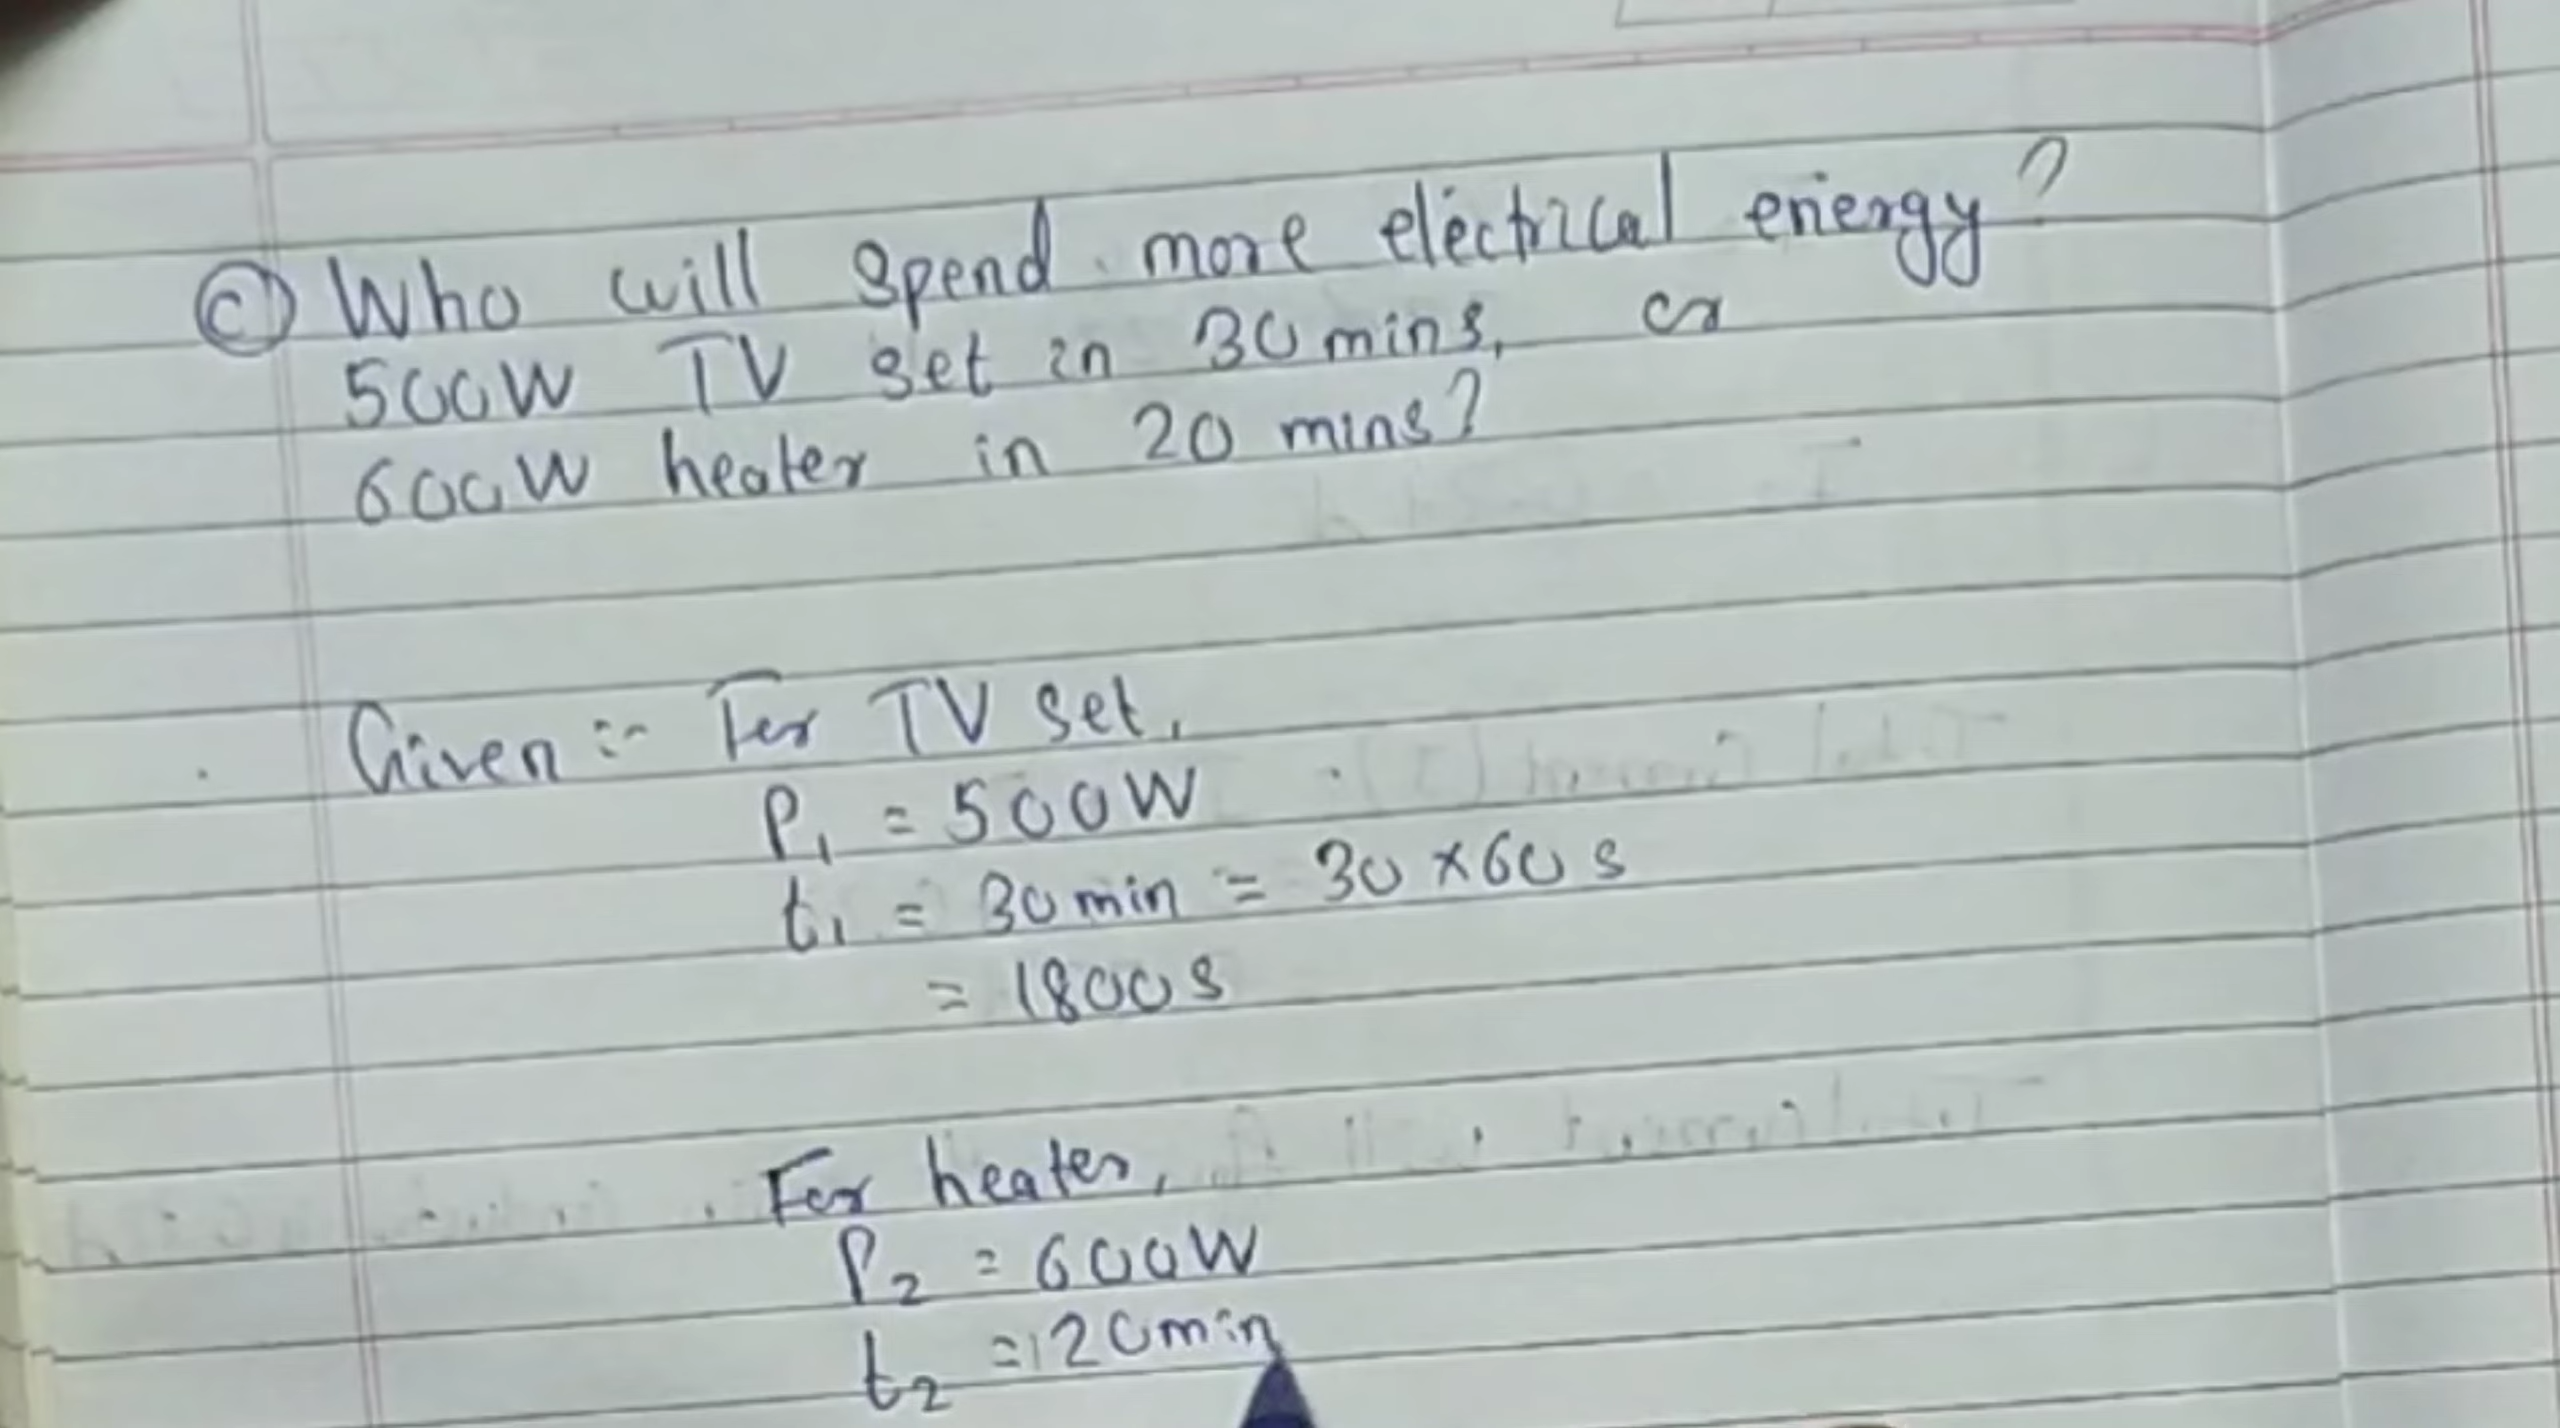 (c) Who will spend more electrical energy?
500W TV set in 30 mins, or
600W heater in 20 mins?
Given :- For TV set,
P₁ = 500W
t₁ = 30 min = 30 × 60 s
= 1800 s
For heater,
P₂ = 600W
t₂ = 20 min